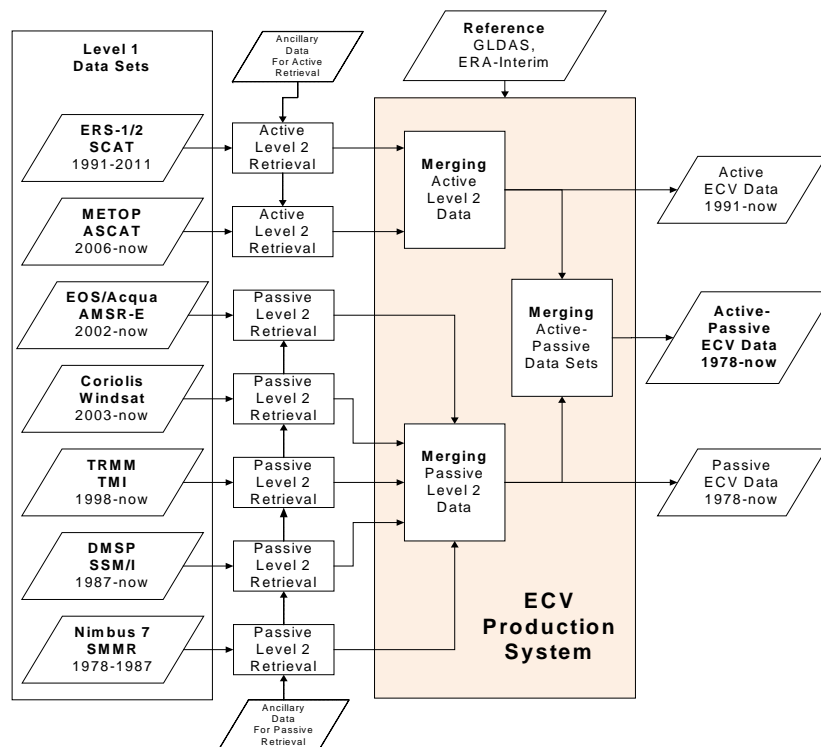 Level 1
Data Sets
Ancillary
Data
For Active
Retrieval
Reference
GLDAS,
ERA-Interim
ERS-1/2
SCAT
1991-2011
Active
Level 2
Retrieval
Merging
Active
Level 2
Data
Active
ECV Data
1991-now
METOP
ASCAT
2006-now
Active
Level 2
Retrieval
EOS/Acqua
AMSR-E
2002-now
Passive
Level 2
Retrieval
Merging
Active-
Passive
Data Sets
Active-
Passive
ECV Data
1978-now
Coriolis
Windsat
2003-now
Passive
Level 2
Retrieval
TRMM
TMI
1998-now
Passive
Level 2
Retrieval
Merging
Passive
Level 2
Data
Passive
ECV Data
1978-now
DMSP
SSM/I
1987-now
Passive
Level 2
Retrieval
Nimbus 7
SMMR
1978-1987
Passive
Level 2
Retrieval
ECV
Production
System
Ancillary
Data
For Passive
Retrieval